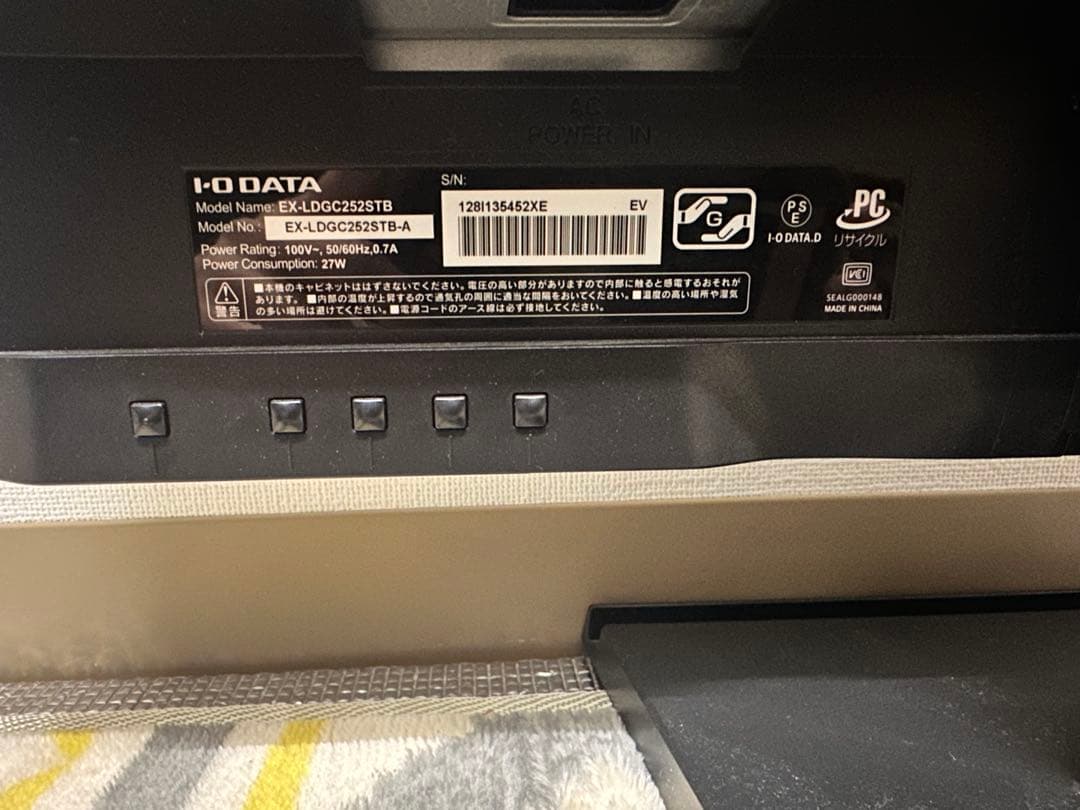 AC
POWER IN
I-O DATA
Model Name: EX-LDGC252STB
Model No.: EX-LDGC252STB-A
Power Rating: 100V~, 50/60Hz,0.7A
Power Consumption: 27W
S/N:
128I135452XE EV
G
PS
E
I-O DATA.D
PC
リサイクル
VCI
SEALG000148
MADE IN CHINA
警告
■本機のキャビネットははずさないでください。電圧の高い部分がありますので内部に触ると感電するおそれが
あります。 ■内部の温度が上昇するので通気孔の周囲に適当な間隔をおいてください。 ■温度の高い場所や湿気
の多い場所は避けてください。■電源コードのアース線は必ず接地してください。